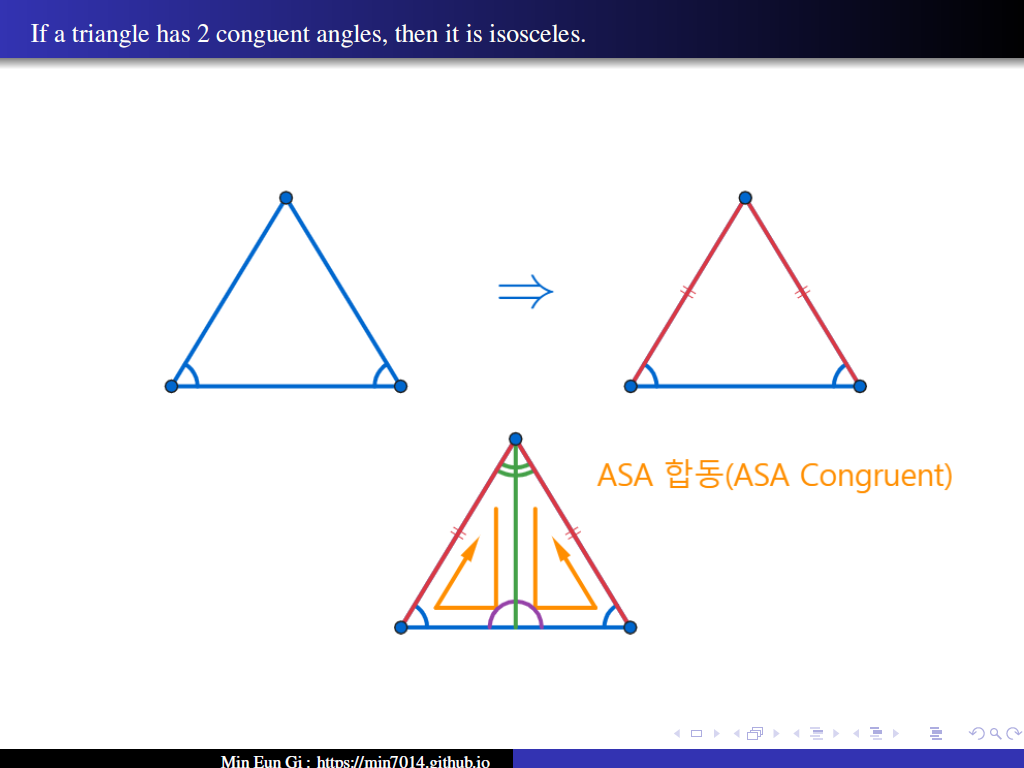 If a triangle has 2 conguent angles, then it is isosceles.
⇒
ASA 합동(ASA Congruent)
Min Eun Gi : https://min7014.github.io